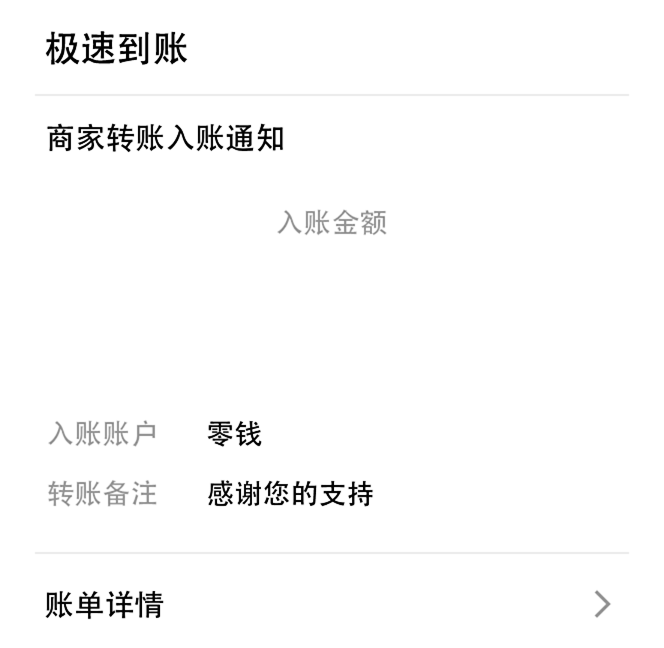 极速到账
商家转账入账通知
入账金额
入账账户 零钱
转账备注 感谢您的支持
账单详情